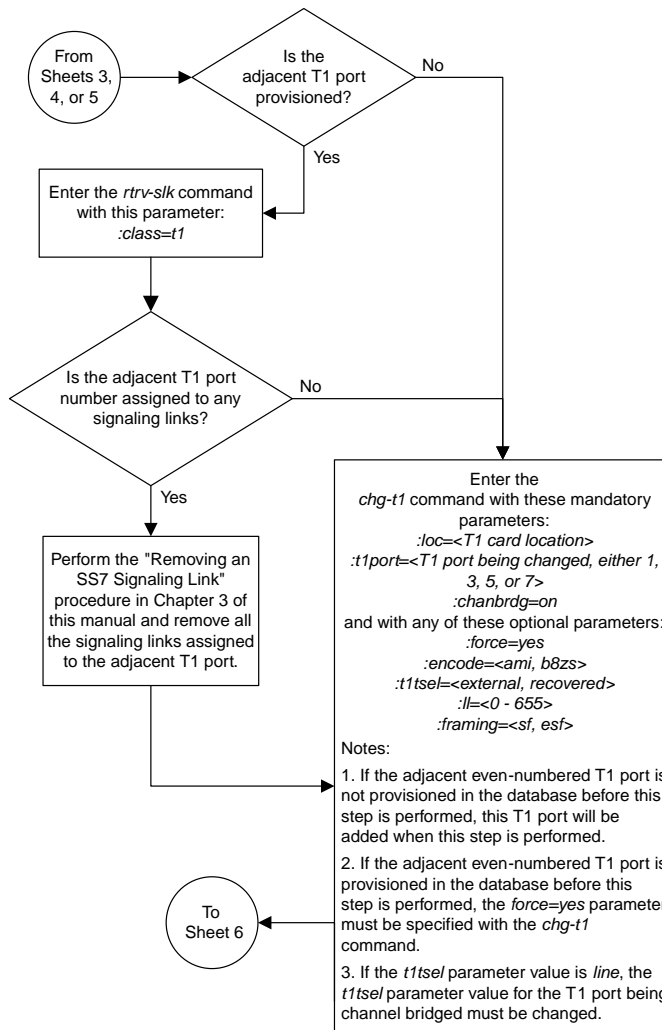 From
Sheets 3,
4, or 5
Is the
adjacent T1 port
provisioned?
No
Yes
Enter the rtrv-slk command
with this parameter:
:class=t1
Is the adjacent T1 port
number assigned to any
signaling links?
No
Yes
Perform the "Removing an
SS7 Signaling Link"
procedure in Chapter 3 of
this manual and remove all
the signaling links assigned
to the adjacent T1 port.
Enter the
chg-t1 command with these mandatory
parameters:
:loc=<T1 card location>
:t1port=<T1 port being changed, either 1,
3, 5, or 7>
:chanbrdg=on
and with any of these optional parameters:
:force=yes
:encode=<ami, b8zs>
:t1tsel=<external, recovered>
:ll=<0 - 655>
:framing=<sf, esf>
Notes:
1. If the adjacent even-numbered T1 port is
not provisioned in the database before this
step is performed, this T1 port will be
added when this step is performed.
2. If the adjacent even-numbered T1 port is
provisioned in the database before this
step is performed, the force=yes parameter
must be specified with the chg-t1
command.
3. If the t1tsel parameter value is line, the
t1tsel parameter value for the T1 port being
channel bridged must be changed.
To
Sheet 6